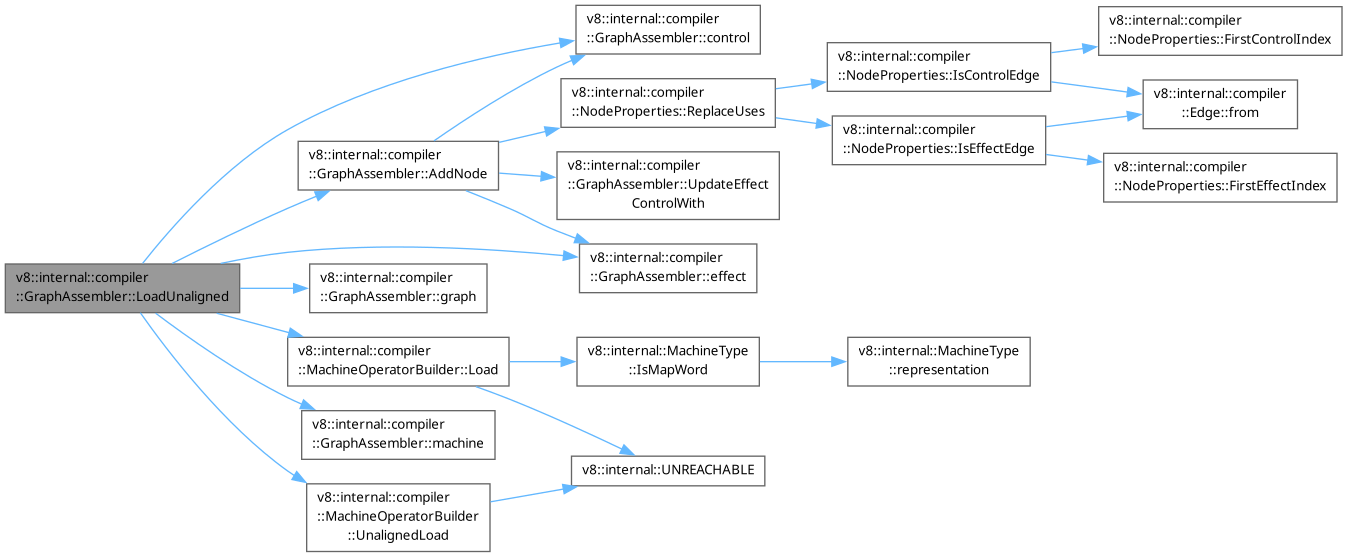 v8::internal::compiler
::GraphAssembler::LoadUnaligned
v8::internal::compiler
::GraphAssembler::control
v8::internal::compiler
::GraphAssembler::AddNode
v8::internal::compiler
::NodeProperties::ReplaceUses
v8::internal::compiler
::NodeProperties::IsControlEdge
v8::internal::compiler
::NodeProperties::FirstControlIndex
v8::internal::compiler
::Edge::from
v8::internal::compiler
::NodeProperties::IsEffectEdge
v8::internal::compiler
::NodeProperties::FirstEffectIndex
v8::internal::compiler
::GraphAssembler::UpdateEffect
ControlWith
v8::internal::compiler
::GraphAssembler::effect
v8::internal::compiler
::GraphAssembler::graph
v8::internal::compiler
::MachineOperatorBuilder::Load
v8::internal::MachineType
::IsMapWord
v8::internal::MachineType
::representation
v8::internal::compiler
::GraphAssembler::machine
v8::internal::UNREACHABLE
v8::internal::compiler
::MachineOperatorBuilder
::UnalignedLoad